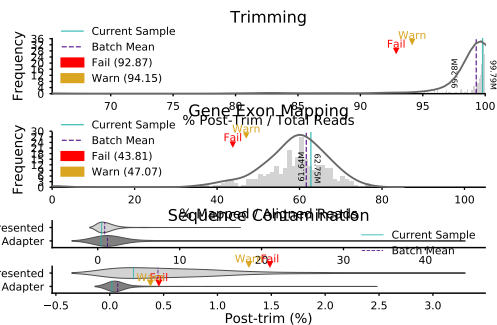 Trimming
Current Sample
Batch Mean
Fail (92.87)
Warn (94.15)
Frequency
36
32
28
24
20
16
12
8
4
0
Warn
Fail
99.28M
99.79M
70 75 80 85 90 95 100
% Post-Trim / Total Reads
Gene Exon Mapping
Current Sample
Batch Mean
Fail (43.81)
Warn (47.07)
Frequency
30
27
24
21
18
15
12
9
6
3
0
Warn
Fail
61.64M
62.75M
0 20 40 60 80 100
% Mapped / Aligned Reads
Sequence Contamination
resented
Adapter
Current Sample
Batch Mean
0 10 20 30 40
Warn Fail
resented
Adapter
Warn Fail
−0.5 0.0 0.5 1.0 1.5 2.0 2.5 3.0
Post-trim (%)